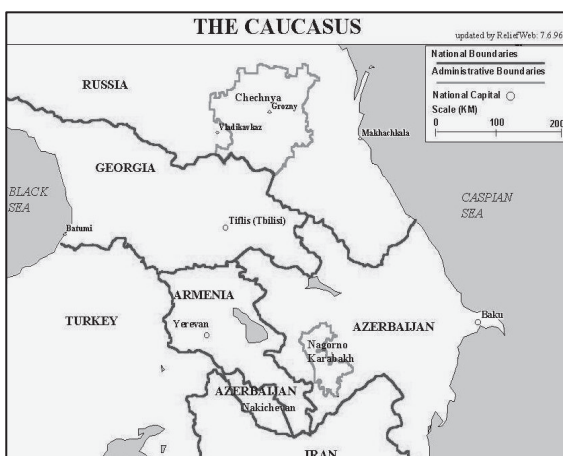 THE CAUCASUS
updated by ReliefWeb: 7.6.96
National Boundaries
Administrative Boundaries
National Capital
Scale (KM)
0 100 200
RUSSIA
Chechnya
Grozny
Vladikavkaz
Makhachkala
GEORGIA
BLACK
SEA
CASPIAN
SEA
Tiflis (Tbilisi)
Batumi
ARMENIA
TURKEY
Yerevan
AZERBAIJAN
Baku
Nagorno
Karabakh
AZERBAIJAN
Nakichevan
IRAN